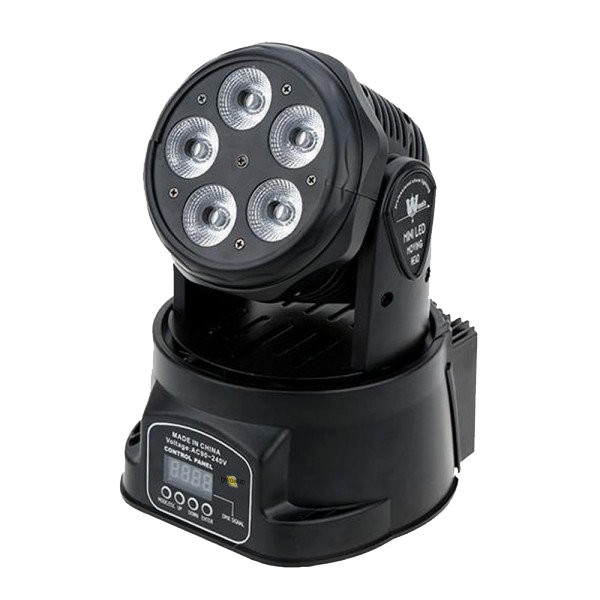 MINI LED
MOVING
HEAD
MADE IN CHINA
Voltage:AC90-240V
CONTROL PANEL
8888
MODE/ESC UP DOWN ENTER
DMX SIGNAL